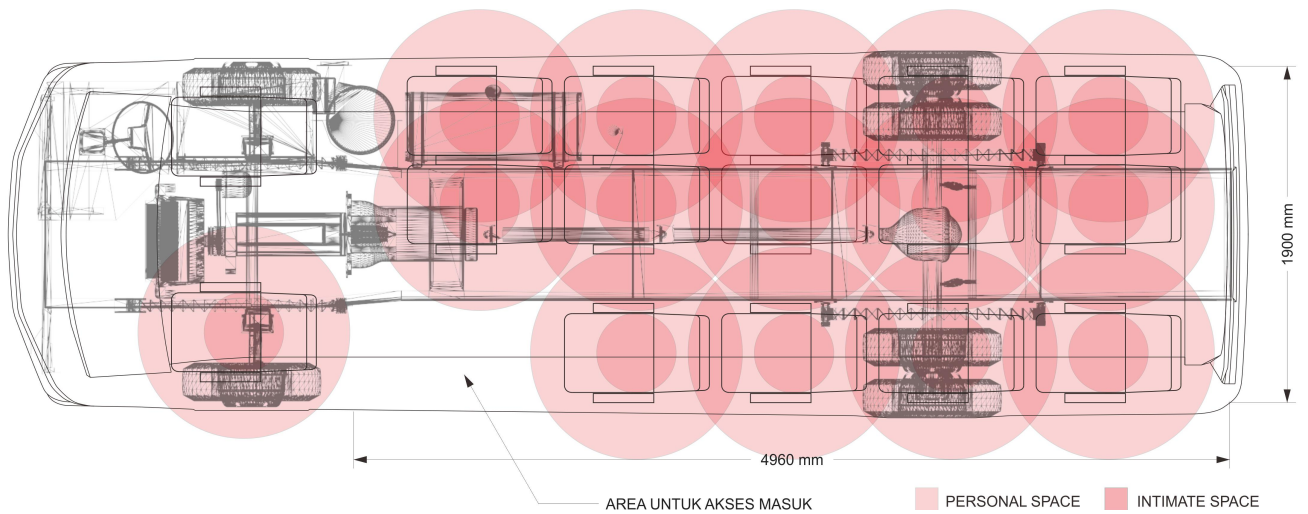 1900 mm
4960 mm
AREA UNTUK AKSES MASUK
PERSONAL SPACE
INTIMATE SPACE